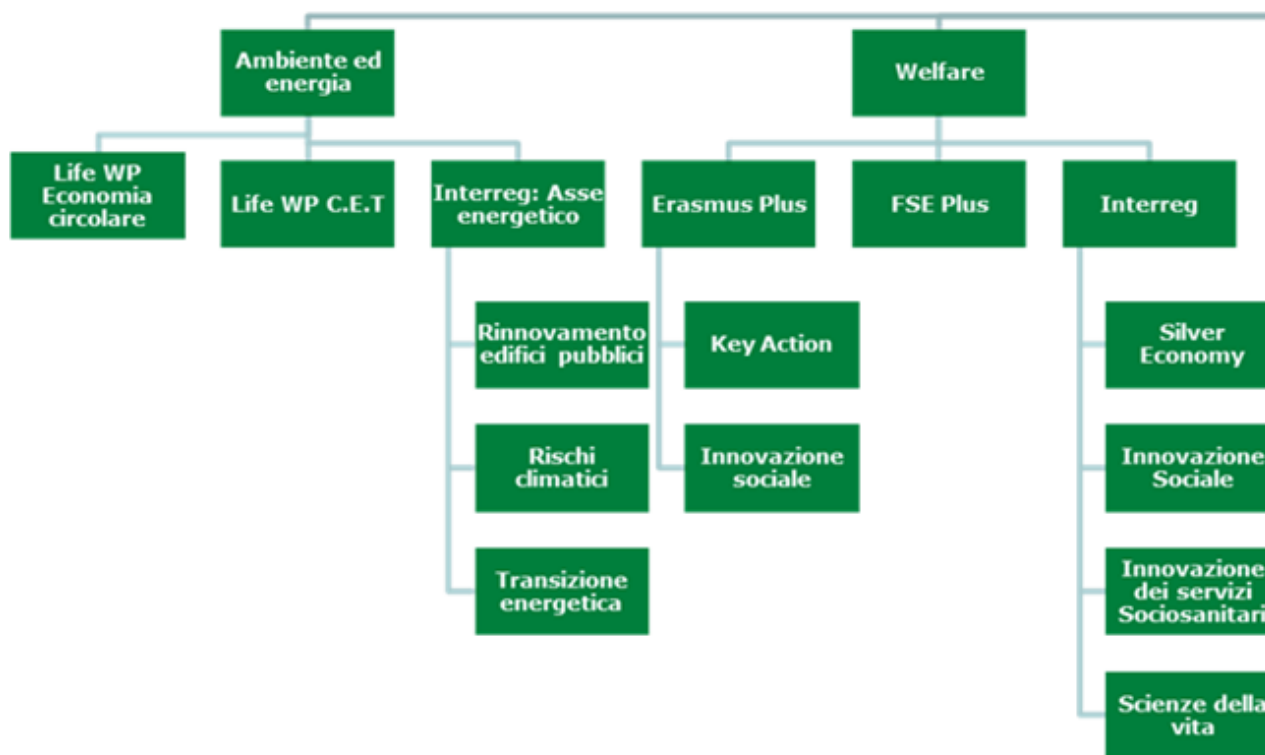 Ambiente ed
energia
Welfare
Life WP
Economia
circolare
Life WP C.E.T
Interreg: Asse
energetico
Erasmus Plus
FSE Plus
Interreg
Rinnovamento
edifici pubblici
Key Action
Silver
Economy
Rischi
climatici
Innovazione
sociale
Innovazione
Sociale
Transizione
energetica
Innovazione
dei servizi
Sociosanitari
Scienze della
vita